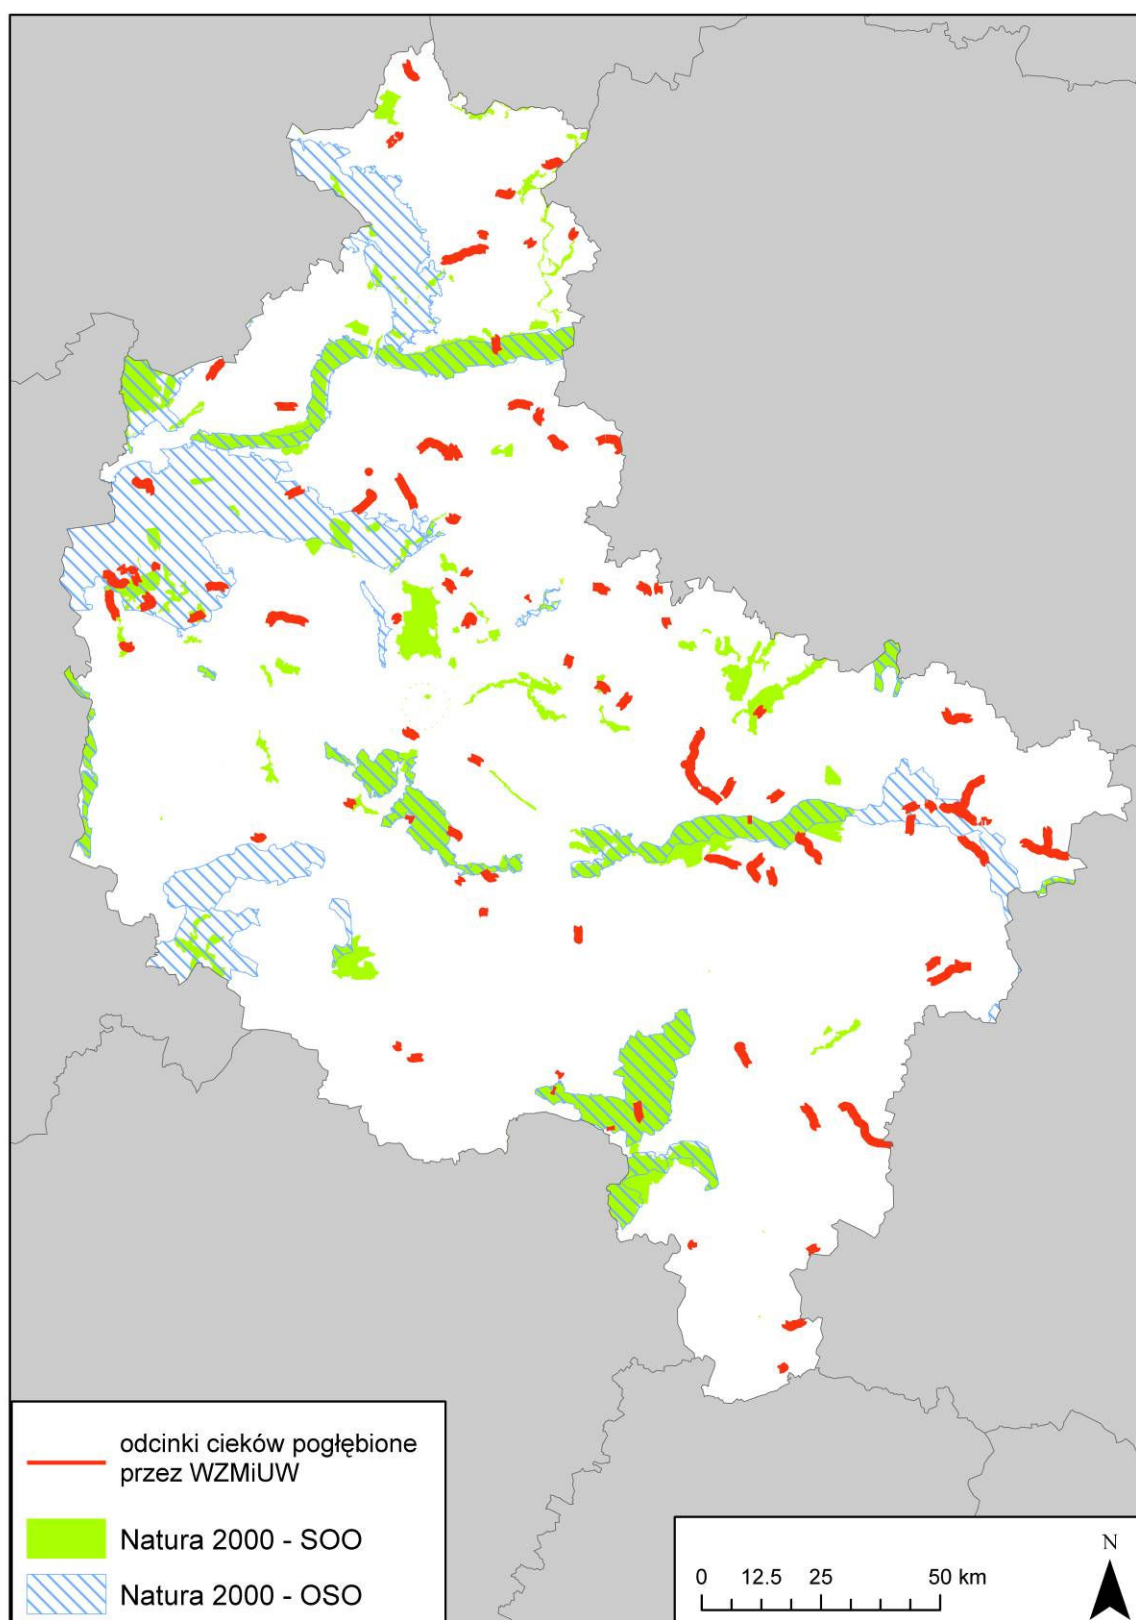 odcinki cieków pogłębione
przez WZMiUW
Natura 2000 - SOO
Natura 2000 - OSO
N
0 12.5 25 50 km